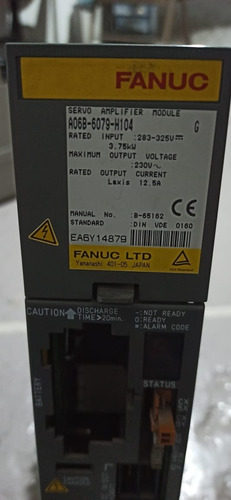 FANUC
SERVO AMPLIFIER MODULE
A06B-6079-H104 G
RATED INPUT :283-325V⎓
3.75kW
MAXIMUM OUTPUT VOLTAGE
:230V~
RATED OUTPUT CURRENT
Laxis 12.5A
MANUAL No. :B-65162
STANDARD :DIN VDE 0160
CE
EA6Y14879
FANUC LTD
Yamanashi 401-05 JAPAN
CAUTION DISCHARGE
TIME>20min.
-:NOT READY
0:READY
*:ALARM CODE
BATTERY
STATUS